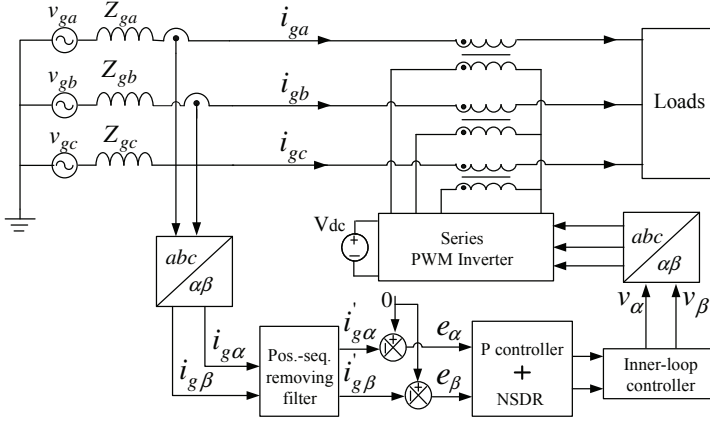 v_ga Z_ga i_ga
v_gb Z_gb i_gb
v_gc Z_gc i_gc
Loads
Vdc
+
−
Series
PWM Inverter
abc
αβ
abc
αβ
v_α v_β
i_gα
i_gβ
Pos.-seq.
removing
filter
i'_gα
i'_gβ
0
+
−
+
−
e_α
e_β
P controller
+
NSDR
Inner-loop
controller